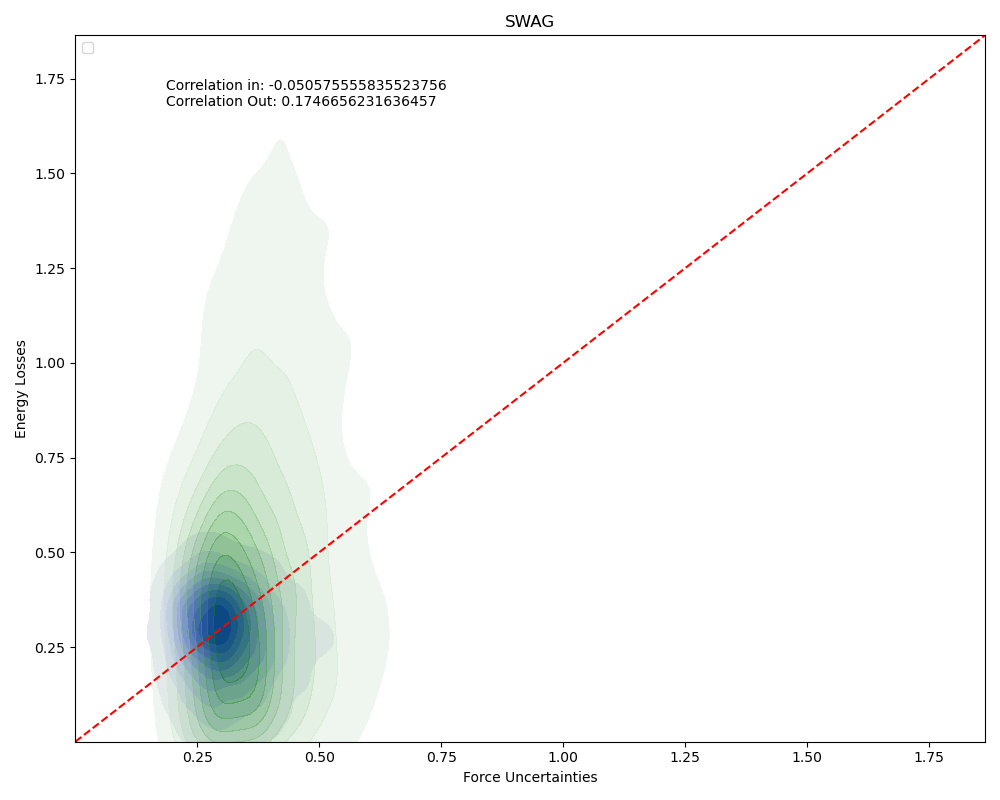 SWAG
Correlation in: -0.050575555835523756
Correlation Out: 0.1746656231636457
1.75
1.50
1.25
1.00
0.75
0.50
0.25
Energy Losses
0.25 0.50 0.75 1.00 1.25 1.50 1.75
Force Uncertainties